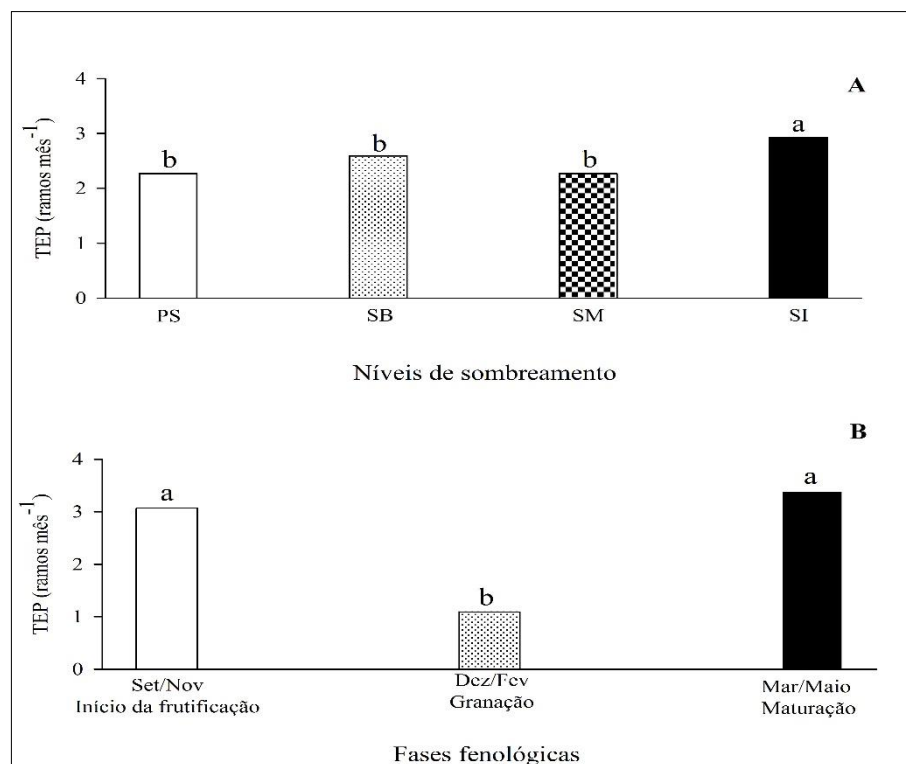 A
4
3
2
1
0
TEP (ramos mês⁻¹)
b
b
b
a
PS SB SM SI
Níveis de sombreamento
B
4
3
2
1
0
TEP (ramos mês⁻¹)
a
b
a
Set/Nov Dez/Fev Mar/Maio
Início da frutificação Granação Maturação
Fases fenológicas